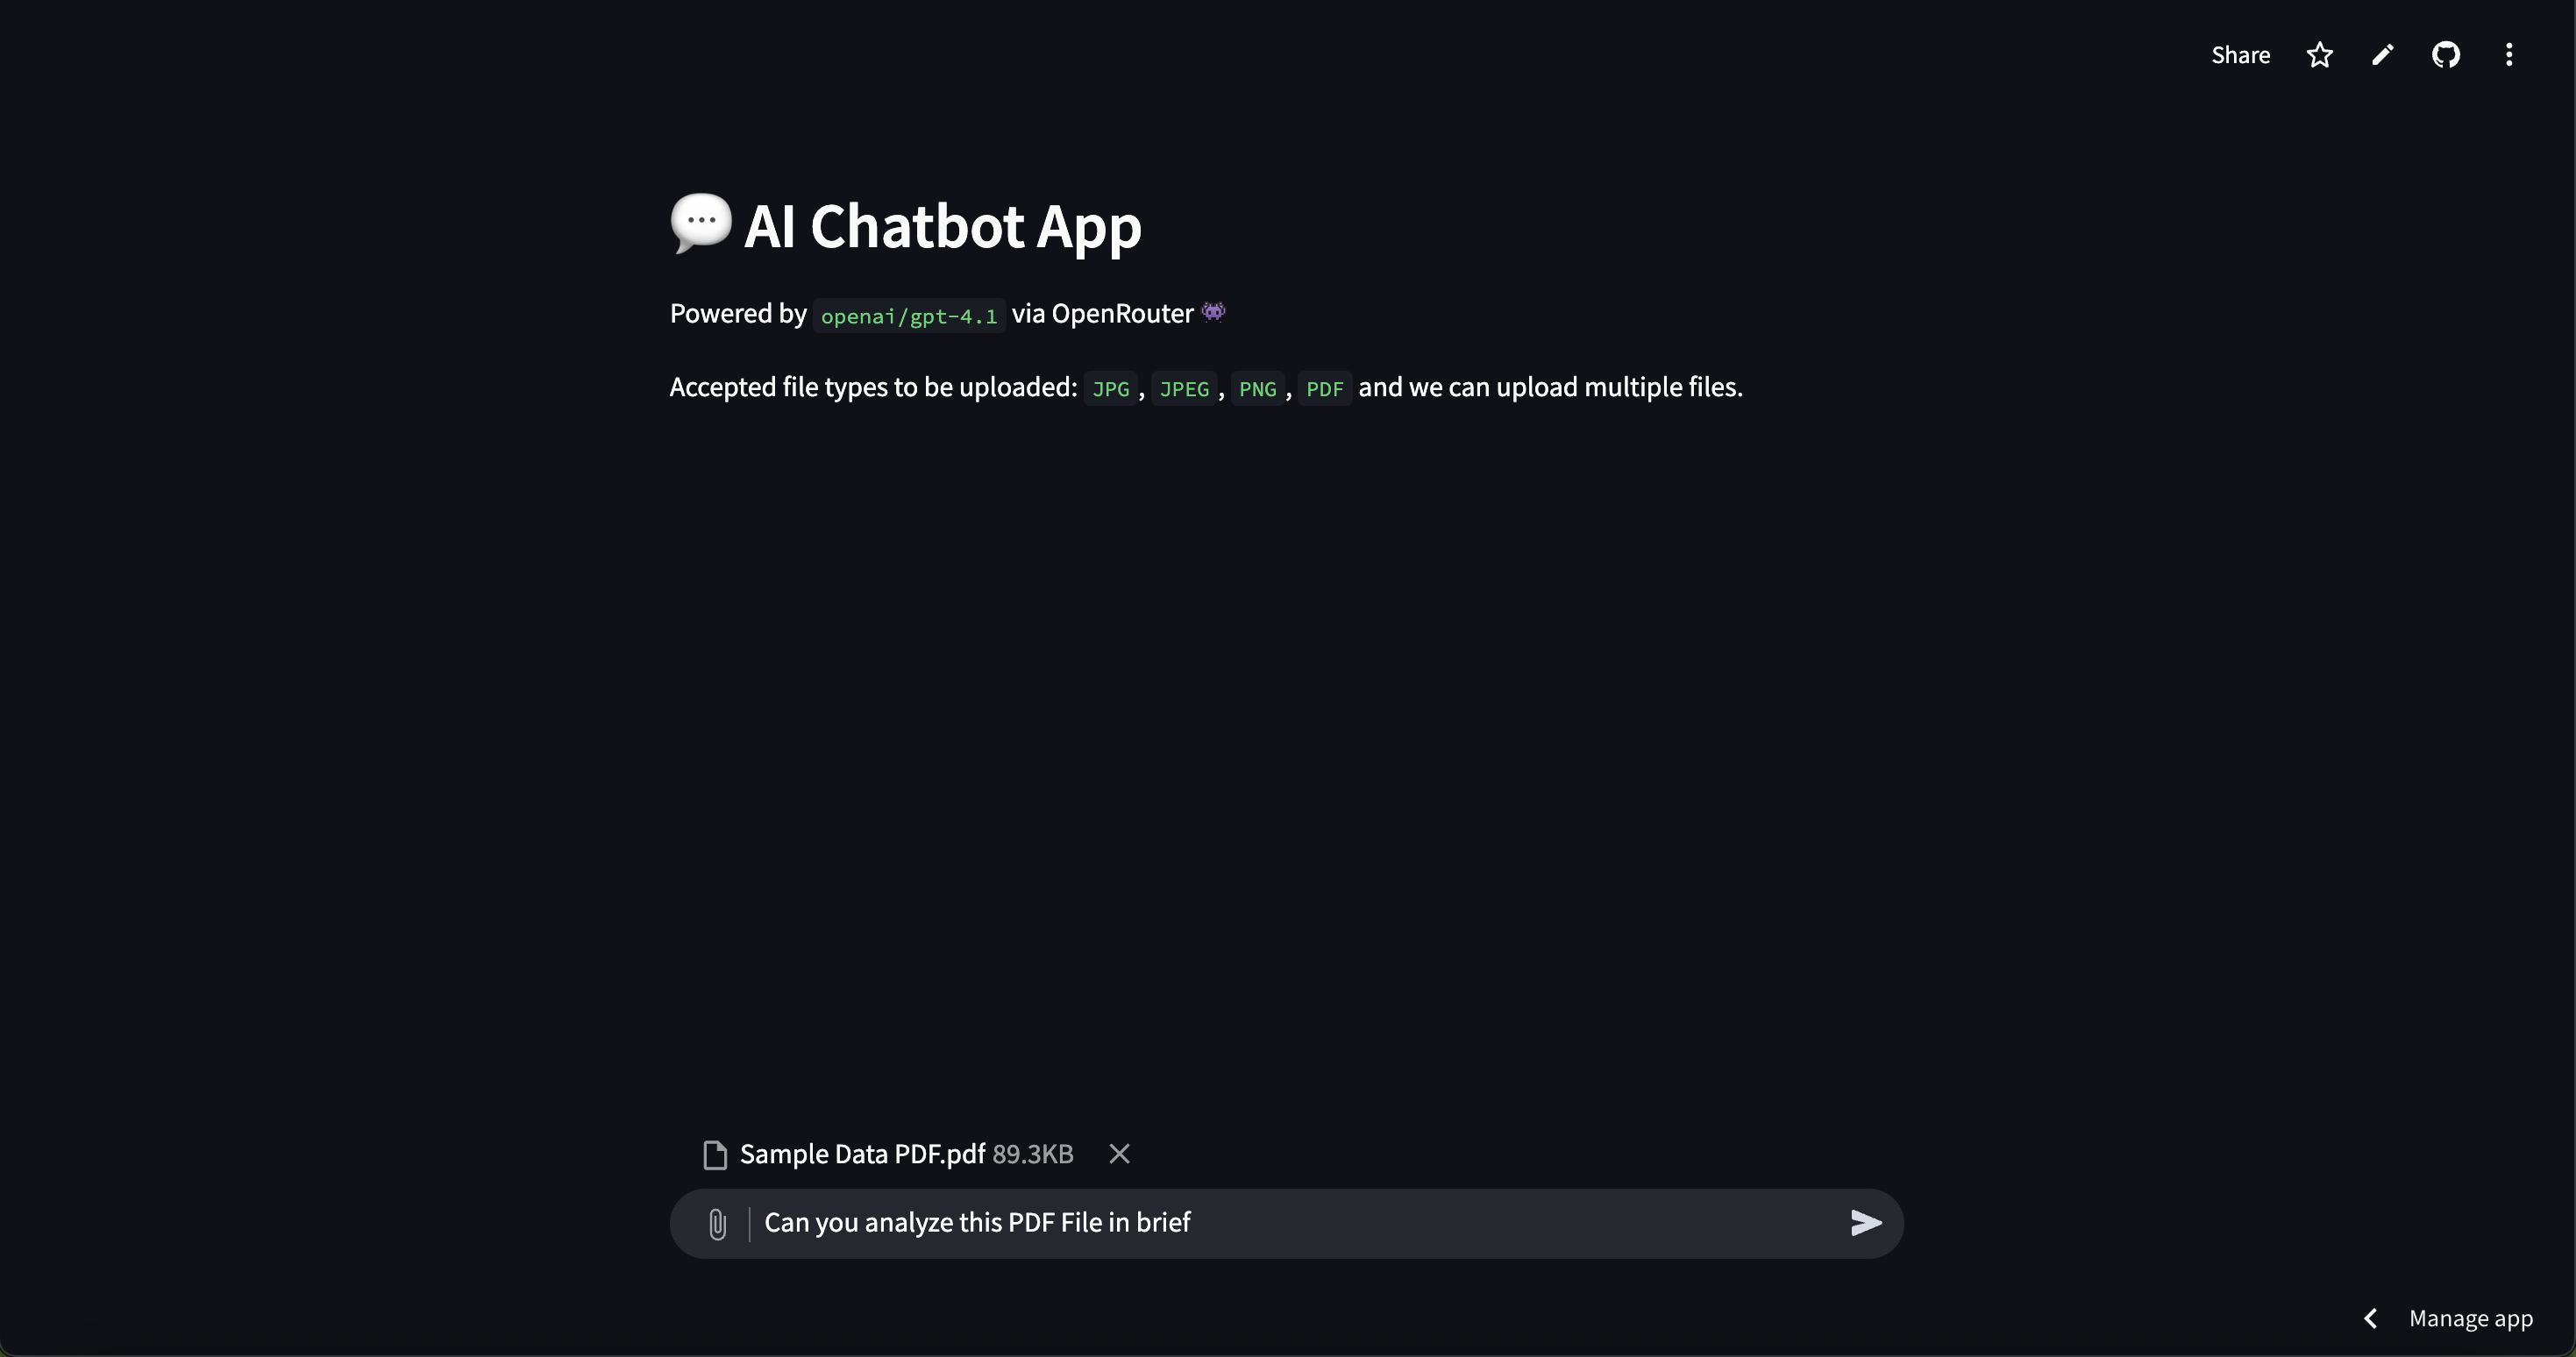 Share
AI Chatbot App
Powered by openai/gpt-4.1 via OpenRouter
Accepted file types to be uploaded: JPG, JPEG, PNG, PDF and we can upload multiple files.
Sample Data PDF.pdf 89.3KB
Can you analyze this PDF File in brief
Manage app